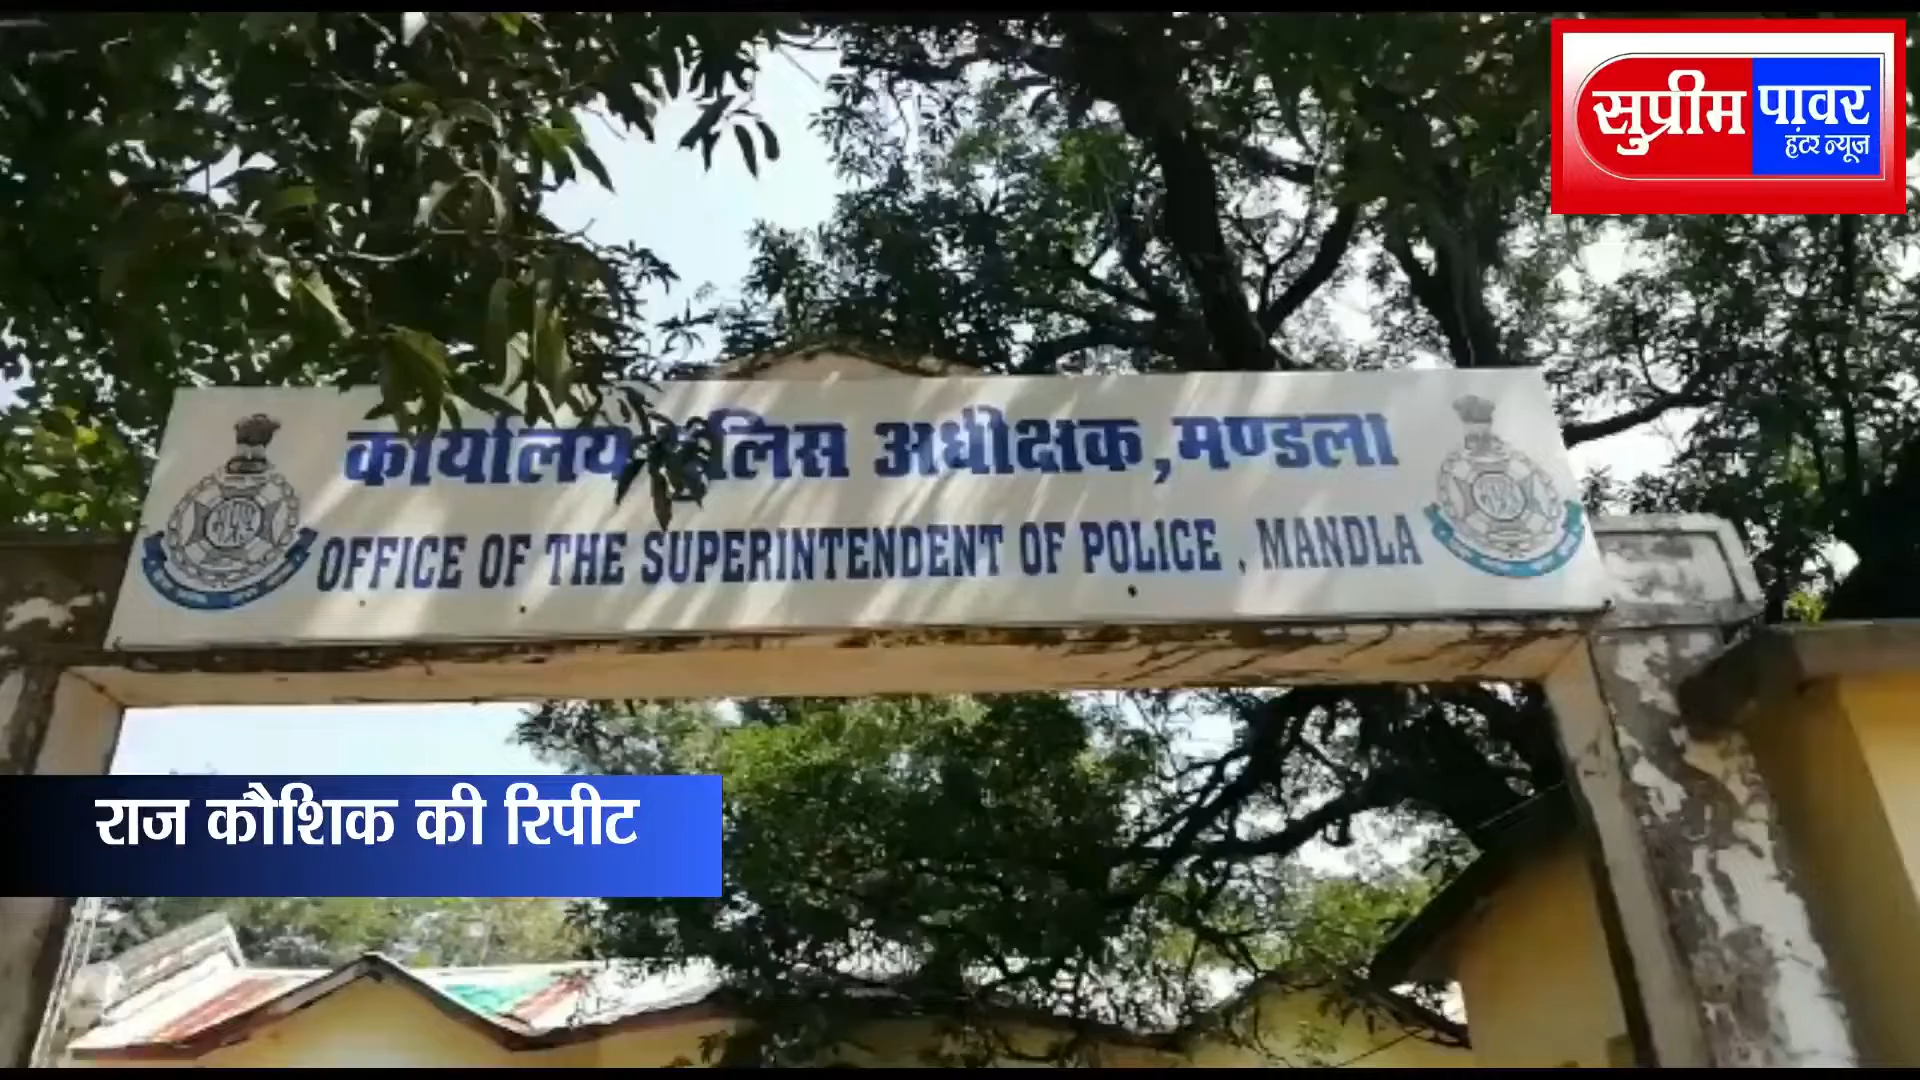 सुप्रीम पावर
हंटर न्यूज
कार्यालय अधीक्षक, मण्डला
OFFICE OF THE SUPERINTENDENT OF POLICE , MANDLA
राज कौशिक की रिपीट